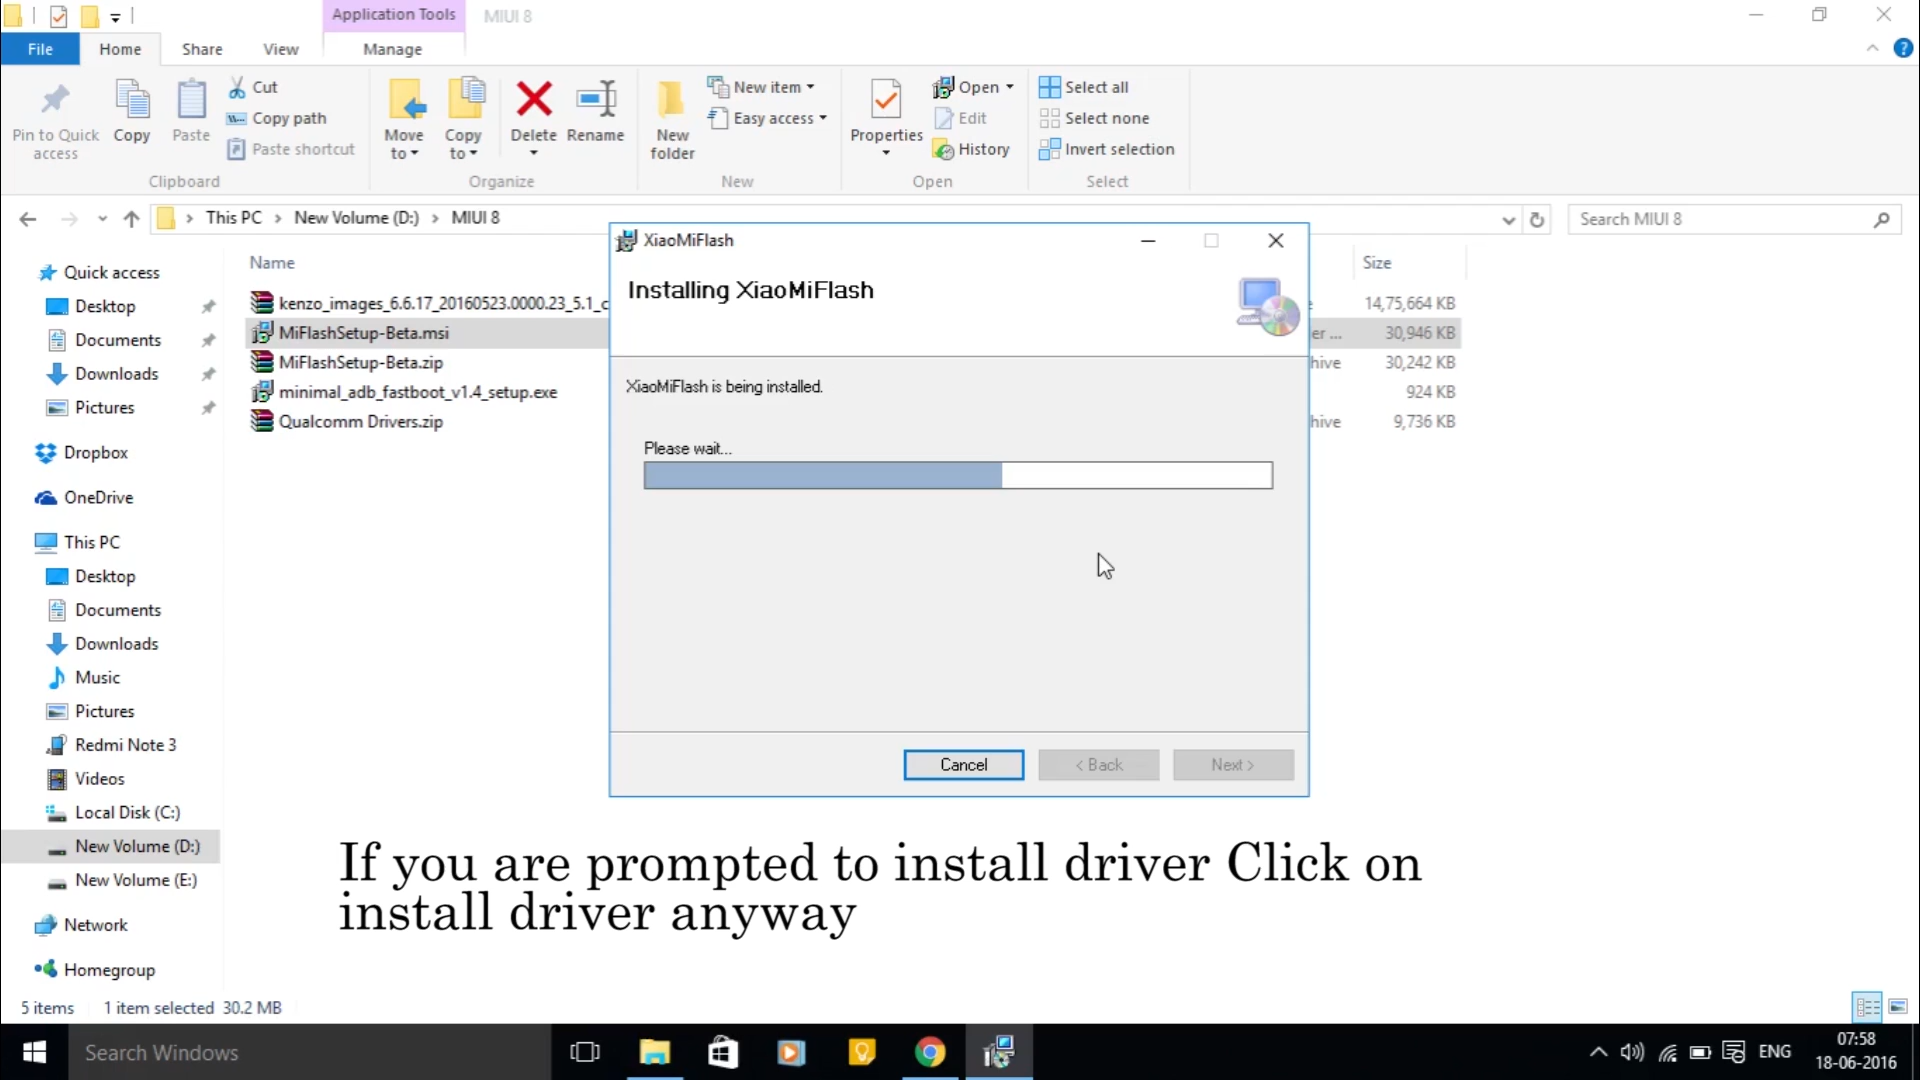 Application Tools
MIUI 8
File
Home
Share
View
Manage
Pin to Quick access
Copy
Paste
Cut
Copy path
Paste shortcut
Clipboard
Move to
Copy to
Delete
Rename
Organize
New folder
New item
Easy access
New
Properties
Open
Edit
History
Open
Select all
Select none
Invert selection
Select
This PC > New Volume (D:) > MIUI 8
Search MIUI 8
Quick access
Desktop
Documents
Downloads
Pictures
Dropbox
OneDrive
This PC
Desktop
Documents
Downloads
Music
Pictures
Redmi Note 3
Videos
Local Disk (C:)
New Volume (D:)
New Volume (E:)
Network
Homegroup
Name
Size
kenzo_images_6.6.17_20160523.0000.23_5.1_c
14,75,664 KB
MiFlashSetup-Beta.msi
er ...
30,946 KB
MiFlashSetup-Beta.zip
hive
30,242 KB
minimal_adb_fastboot_v1.4_setup.exe
924 KB
Qualcomm Drivers.zip
hive
9,736 KB
XiaoMiFlash
Installing XiaoMiFlash
XiaoMiFlash is being installed.
Please wait...
Cancel
< Back
Next >
If you are prompted to install driver Click on
install driver anyway
5 items
1 item selected 30.2 MB
Search Windows
ENG
07:58
18-06-2016